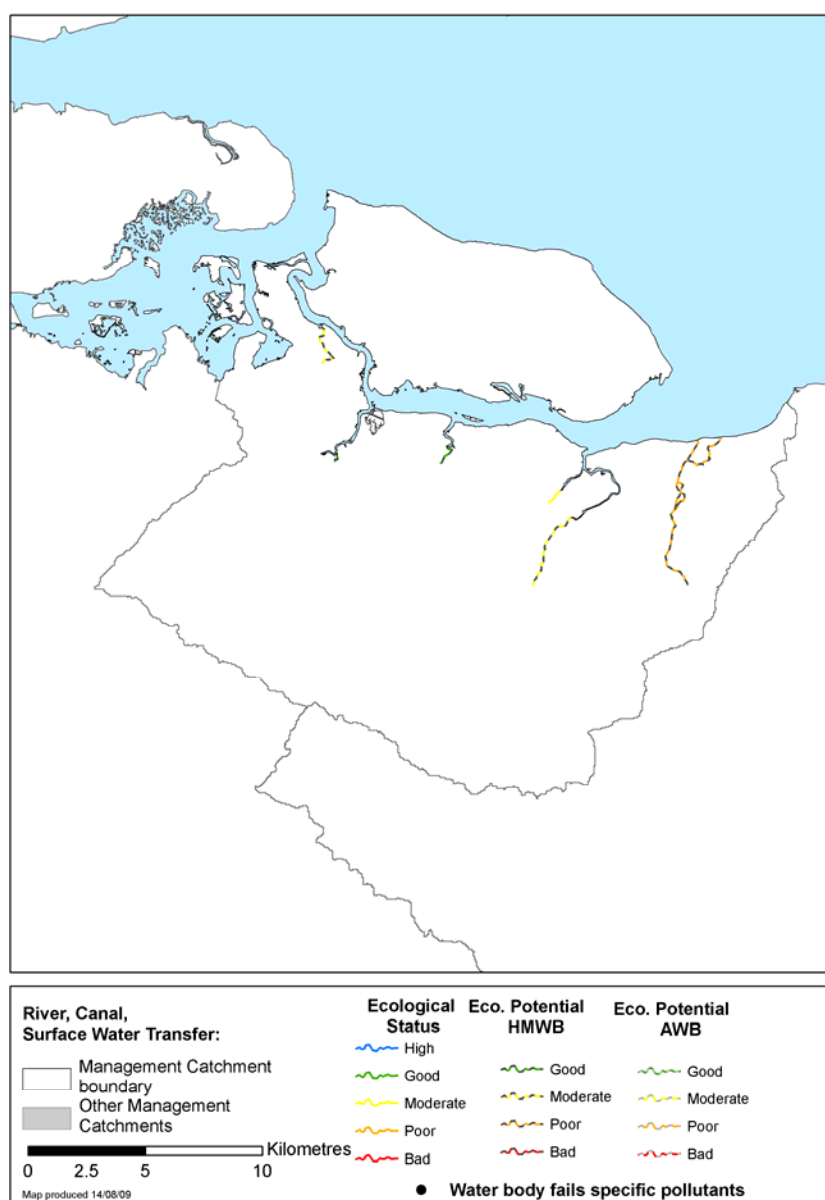 River, Canal,
Surface Water Transfer:
Management Catchment
boundary
Other Management
Catchments
Kilometres
0 2.5 5 10
Map produced 14/08/09
Ecological
Status
High
Good
Moderate
Poor
Bad
Eco. Potential
HMWB
Good
Moderate
Poor
Bad
Eco. Potential
AWB
Good
Moderate
Poor
Bad
Water body fails specific pollutants